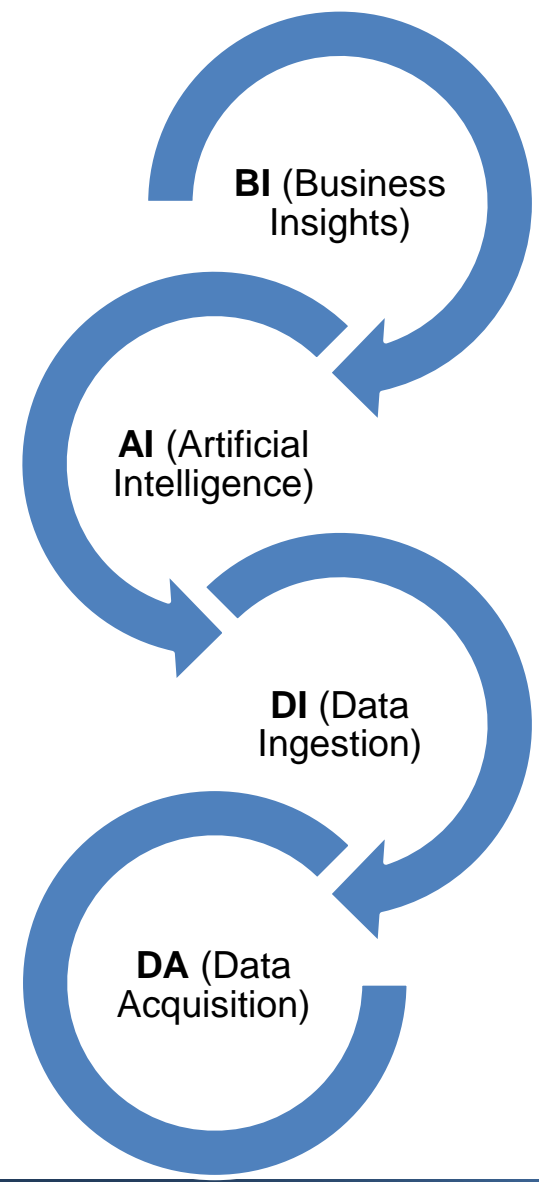 BI (Business
Insights)
AI (Artificial
Intelligence)
DI (Data
Ingestion)
DA (Data
Acquisition)